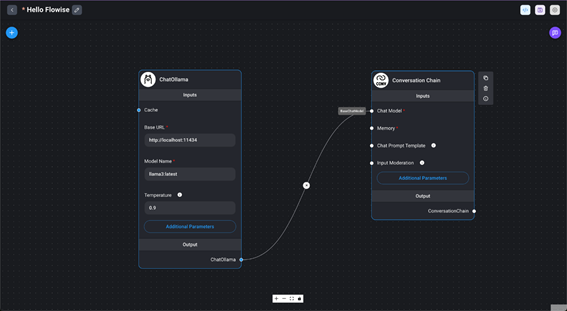 * Hello Flowise
ChatOllama
Inputs
Cache
Base URL *
http://localhost:11434
Model Name *
llama3:latest
Temperature
0.9
Additional Parameters
Output
ChatOllama
Conversation Chain
Inputs
BaseChatModel
Chat Model *
Memory *
Chat Prompt Template
Input Moderation
Additional Parameters
Output
ConversationChain